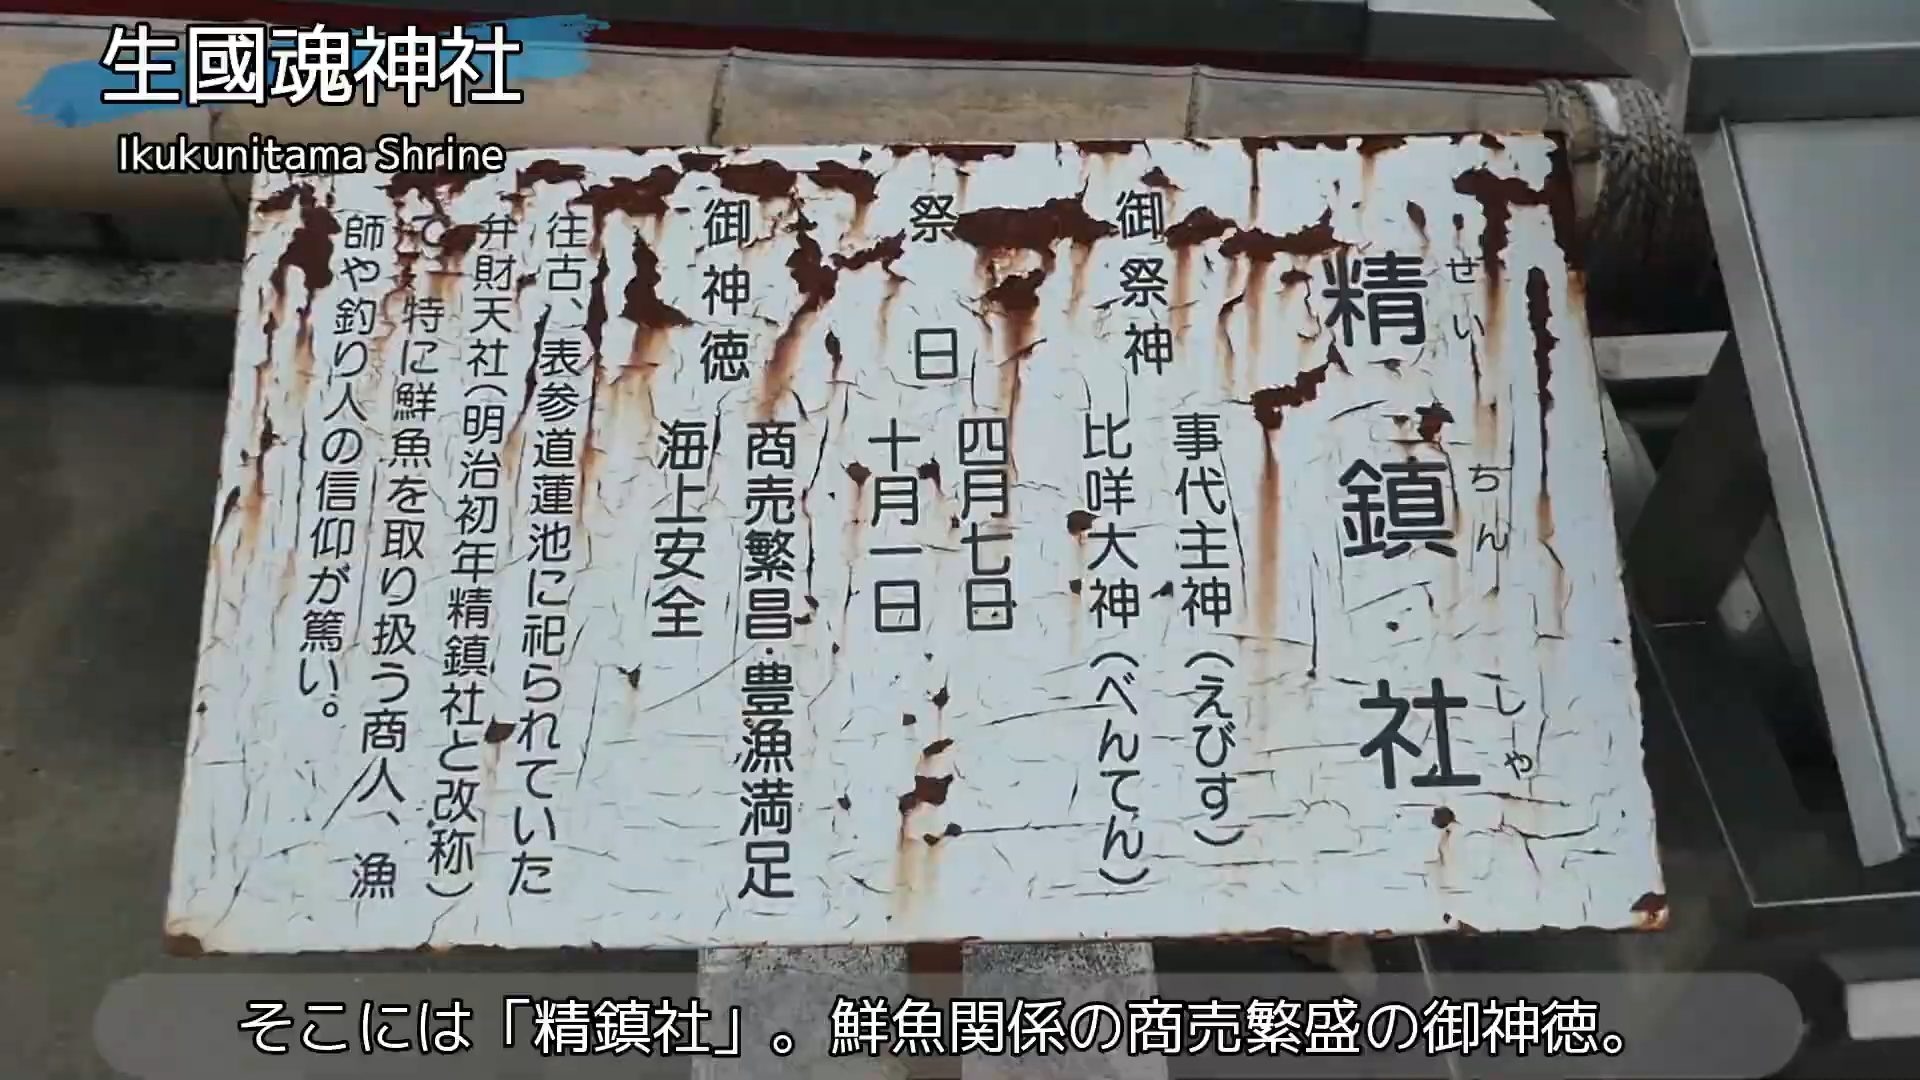 生國魂神社
Ikukunitama Shrine
精鎮社
せいちんしゃ
御祭神
事代主神（えびす）
比咩大神（べんてん）
祭日
四月七日
十月一日
御神徳
商売繁昌・豊漁満足
海上安全
往古、表参道蓮池に祀られていた
弁財天社（明治初年精鎮社と改称）
で、特に鮮魚を取り扱う商人、漁
師や釣り人の信仰が篤い。
そこには「精鎮社」。鮮魚関係の商売繁盛の御神徳。